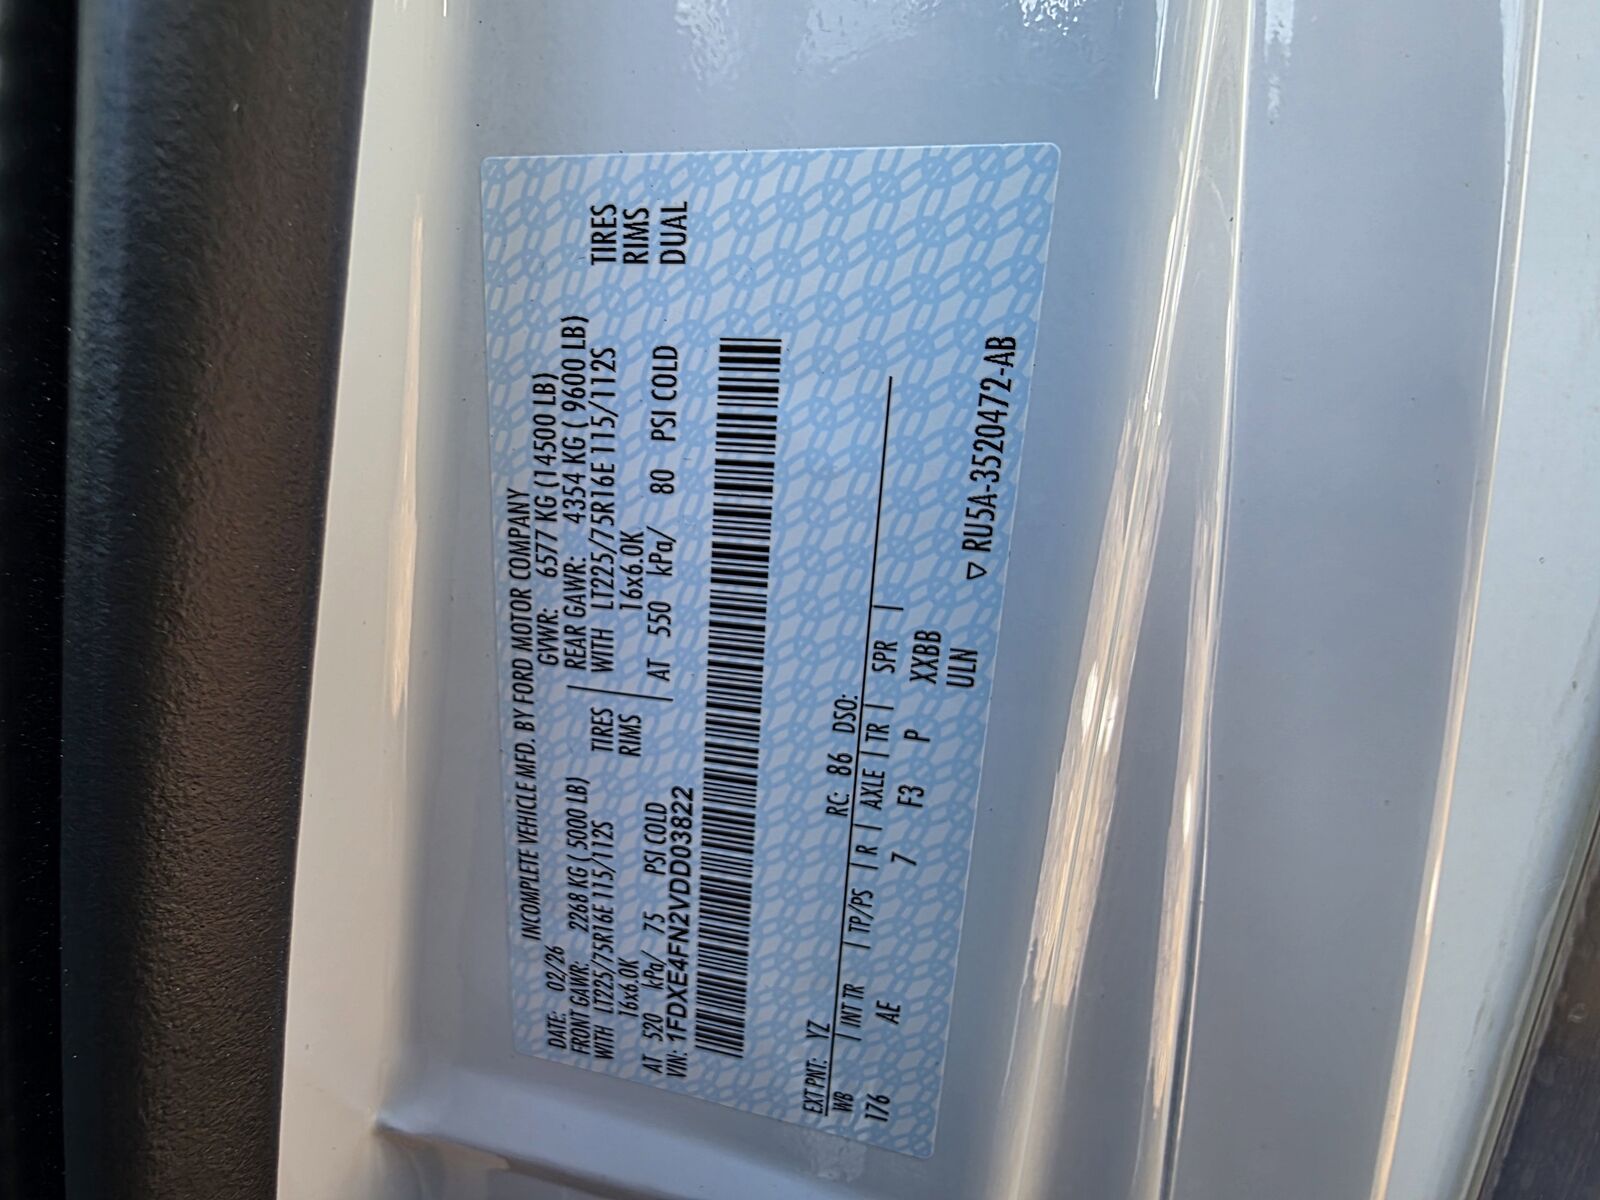 INCOMPLETE VEHICLE MFD. BY FORD MOTOR COMPANY
DATE: 02/26 GVWR: 6577 KG (14500 LB)
FRONT GAWR: 2268 KG ( 5000 LB) REAR GAWR: 4354 KG ( 9600 LB)
WITH LT225/75R16E 115/112S TIRES WITH LT225/75R16E 115/112S TIRES
16x6.0K RIMS 16x6.0K RIMS
AT 520 kPa/ 75 PSI COLD AT 550 kPa/ 80 PSI COLD DUAL
VIN: 1FDXE4FN2VDD03822
EXT PNT: YZ RC: 86 DSO:
WB INT TR TP/PS R AXLE TR SPR
176 AE 7 F3 P XXBB
ULN
▽ RU5A-3520472-AB